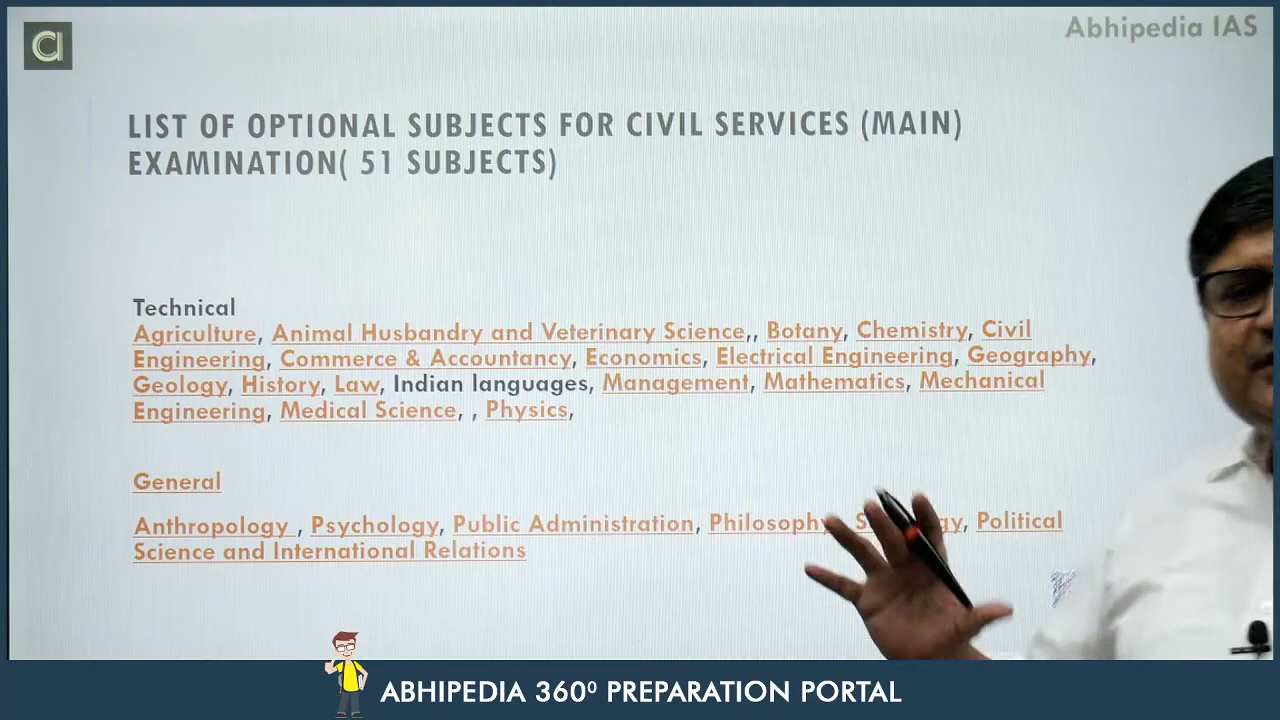 Abhipedia IAS
LIST OF OPTIONAL SUBJECTS FOR CIVIL SERVICES (MAIN)
EXAMINATION( 51 SUBJECTS)
Technical
Agriculture, Animal Husbandry and Veterinary Science,, Botany, Chemistry, Civil
Engineering, Commerce & Accountancy, Economics, Electrical Engineering, Geography,
Geology, History, Law, Indian languages, Management, Mathematics, Mechanical
Engineering, Medical Science, , Physics,
General
Anthropology , Psychology, Public Administration, Philosophy, Political
Science and International Relations
ABHIPEDIA 360⁰ PREPARATION PORTAL